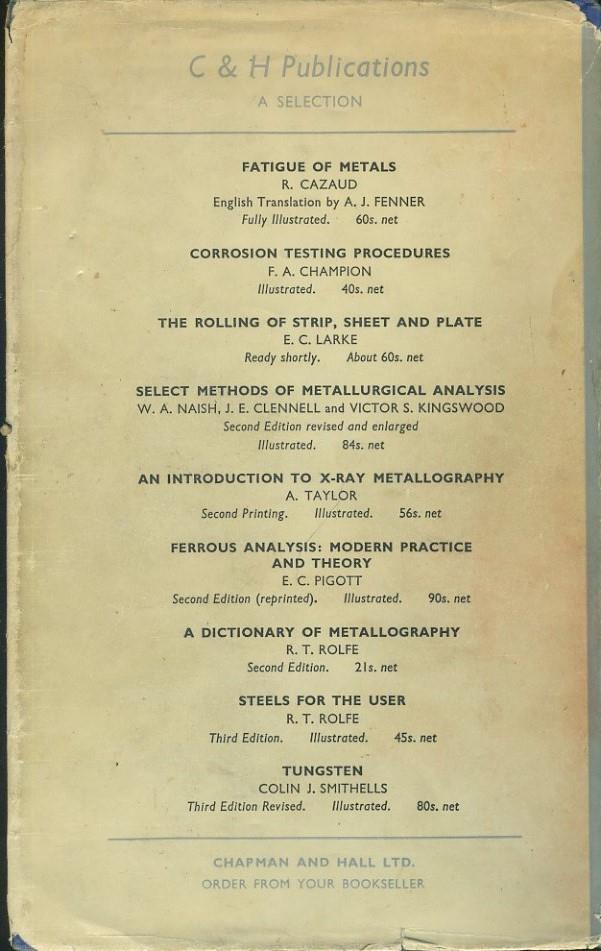 C & H Publications
A SELECTION
FATIGUE OF METALS
R. CAZAUD
English Translation by A. J. FENNER
Fully Illustrated. 60s. net
CORROSION TESTING PROCEDURES
F. A. CHAMPION
Illustrated. 40s. net
THE ROLLING OF STRIP, SHEET AND PLATE
E. C. LARKE
Ready shortly. About 60s. net
SELECT METHODS OF METALLURGICAL ANALYSIS
W. A. NAISH, J. E. CLENNELL and VICTOR S. KINGSWOOD
Second Edition revised and enlarged
Illustrated. 84s. net
AN INTRODUCTION TO X-RAY METALLOGRAPHY
A. TAYLOR
Second Printing. Illustrated. 56s. net
FERROUS ANALYSIS: MODERN PRACTICE
AND THEORY
E. C. PIGOTT
Second Edition (reprinted). Illustrated. 90s. net
A DICTIONARY OF METALLOGRAPHY
R. T. ROLFE
Second Edition. 21s. net
STEELS FOR THE USER
R. T. ROLFE
Third Edition. Illustrated. 45s. net
TUNGSTEN
COLIN J. SMITHELLS
Third Edition Revised. Illustrated. 80s. net
CHAPMAN AND HALL LTD.
ORDER FROM YOUR BOOKSELLER